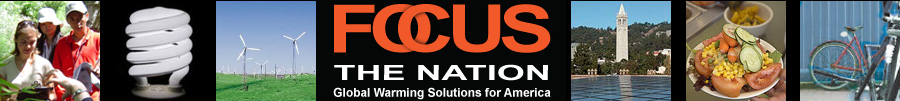 FOCUS
THE NATION
Global Warming Solutions for America